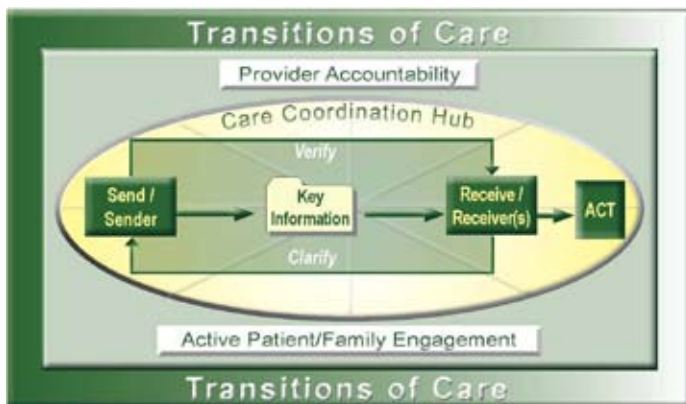 Transitions of Care
Provider Accountability
Care Coordination Hub
Verify
Send /
Sender
Key
Information
Receive /
Receiver(s)
ACT
Clarify
Active Patient/Family Engagement
Transitions of Care